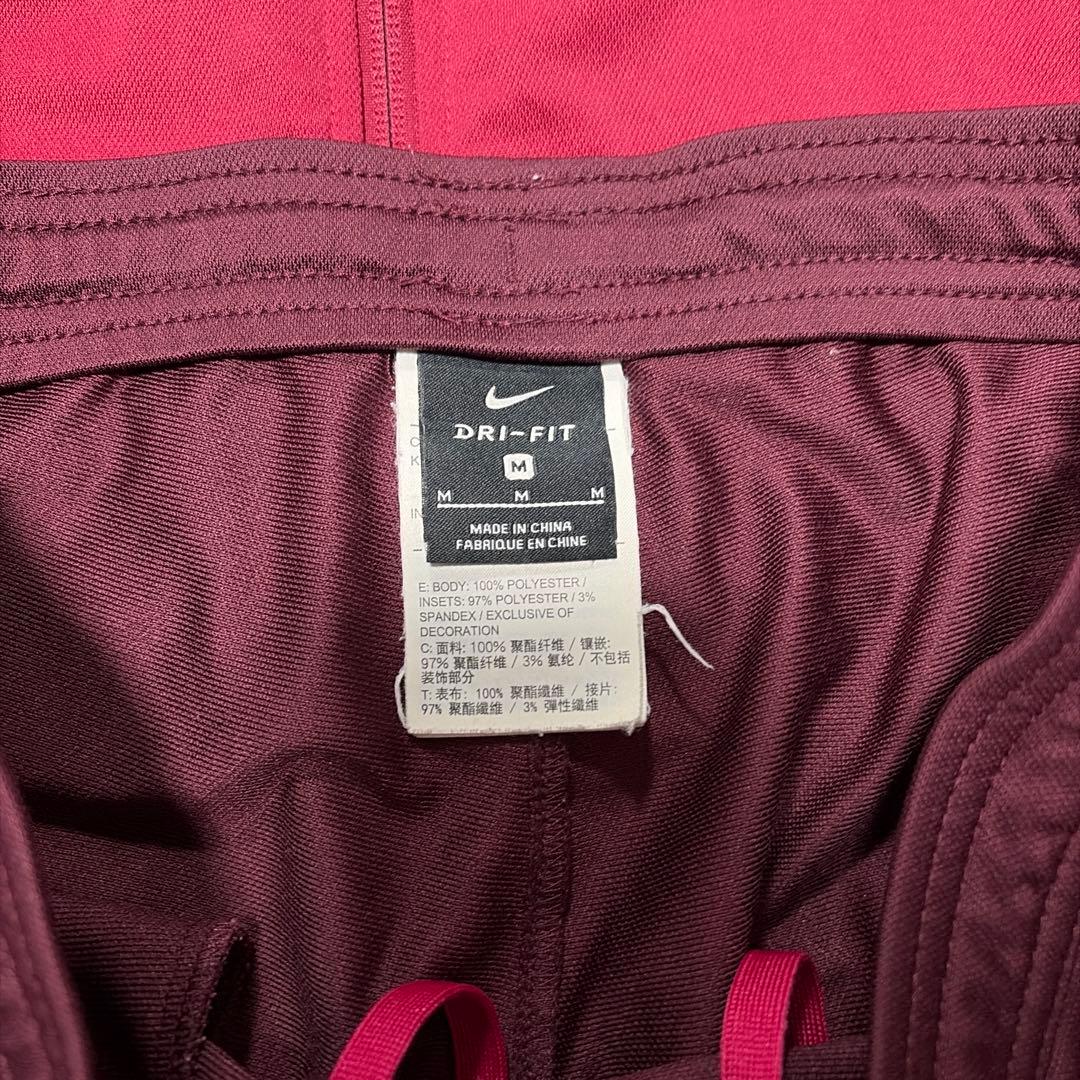 DRI-FIT
M
M M M
MADE IN CHINA
FABRIQUE EN CHINE
E: BODY: 100% POLYESTER /
INSETS: 97% POLYESTER / 3%
SPANDEX / EXCLUSIVE OF
DECORATION
C: 面料: 100% 聚酯纤维 / 镶嵌:
97% 聚酯纤维 / 3% 氨纶 / 不包括
装饰部分
T: 表布: 100% 聚酯纖維 / 接片:
97% 聚酯纖維 / 3% 彈性纖維